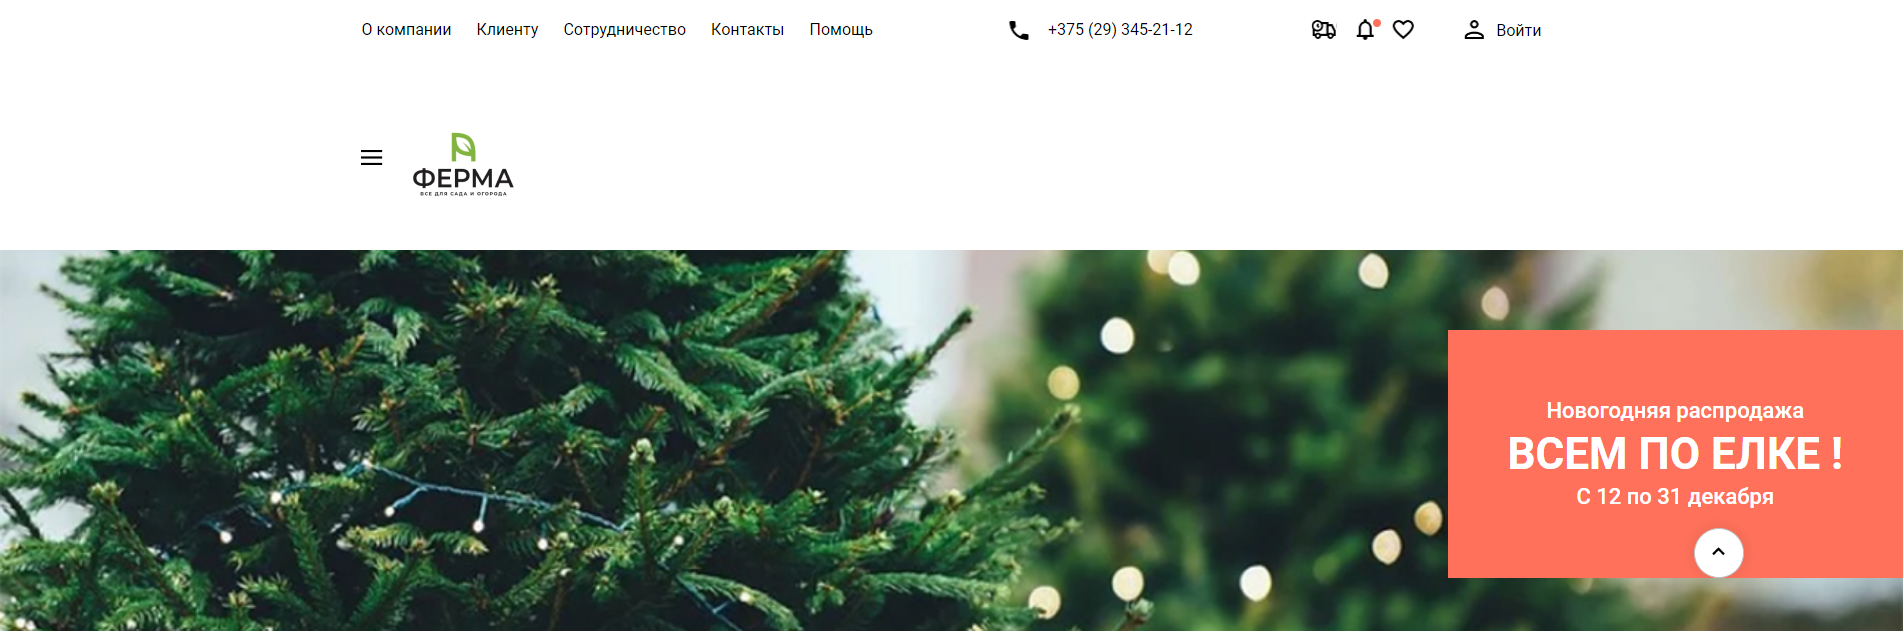 О компании Клиенту Сотрудничество Контакты Помощь +375 (29) 345-21-12 Войти
ФЕРМА
ВСЕ ДЛЯ САДА И ОГОРОДА
Новогодняя распродажа
ВСЕМ ПО ЕЛКЕ !
С 12 по 31 декабря